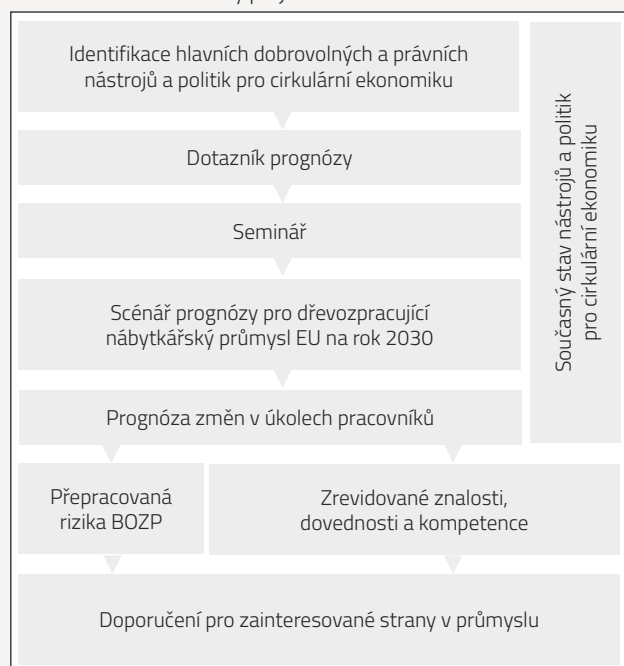 Identifikace hlavních dobrovolných a právních
nástrojů a politik pro cirkulární ekonomiku
Dotazník prognózy
Seminář
Scénář prognózy pro dřevozpracující
nábytkářský průmysl EU na rok 2030
Prognóza změn v úkolech pracovníků
Přepracovaná
rizika BOZP
Zrevidované znalosti,
dovednosti a kompetence
Doporučení pro zainteresované strany v průmyslu
Současný stav nástrojů a politik
pro cirkulární ekonomiku